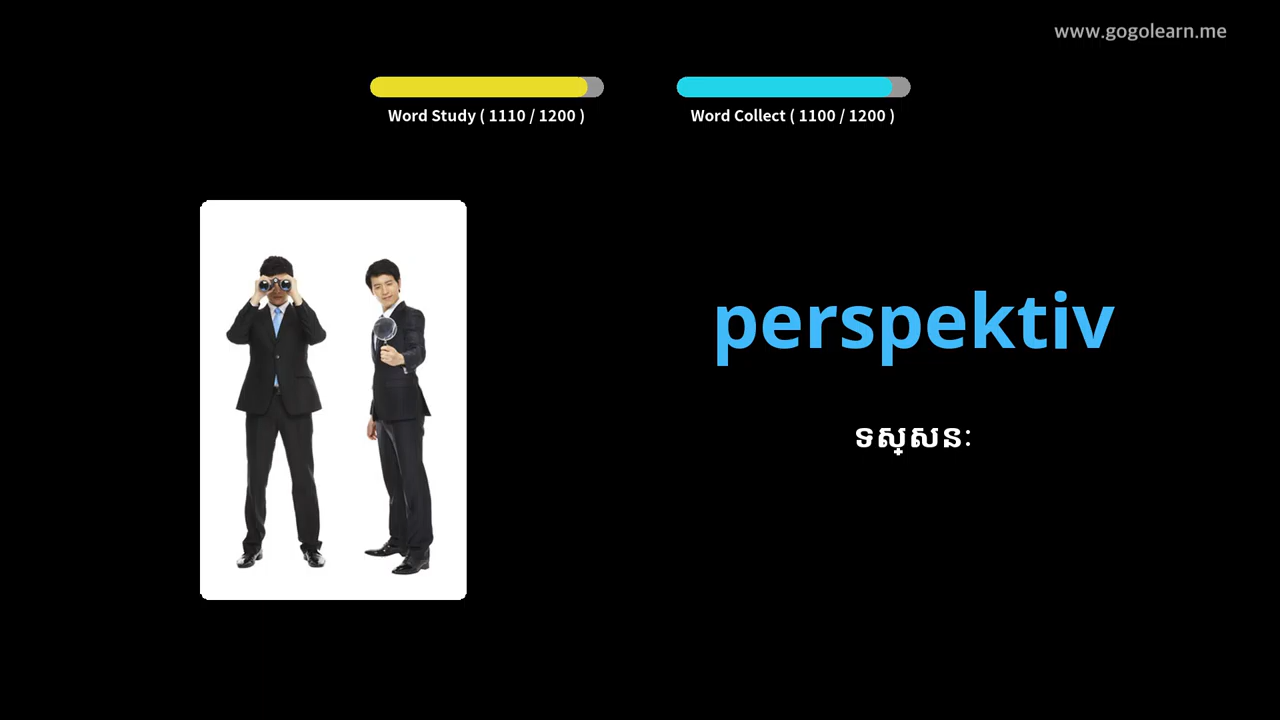 www.gogolearn.me
Word Study ( 1110 / 1200 )
Word Collect ( 1100 / 1200 )
perspektiv
ទស្សនៈ